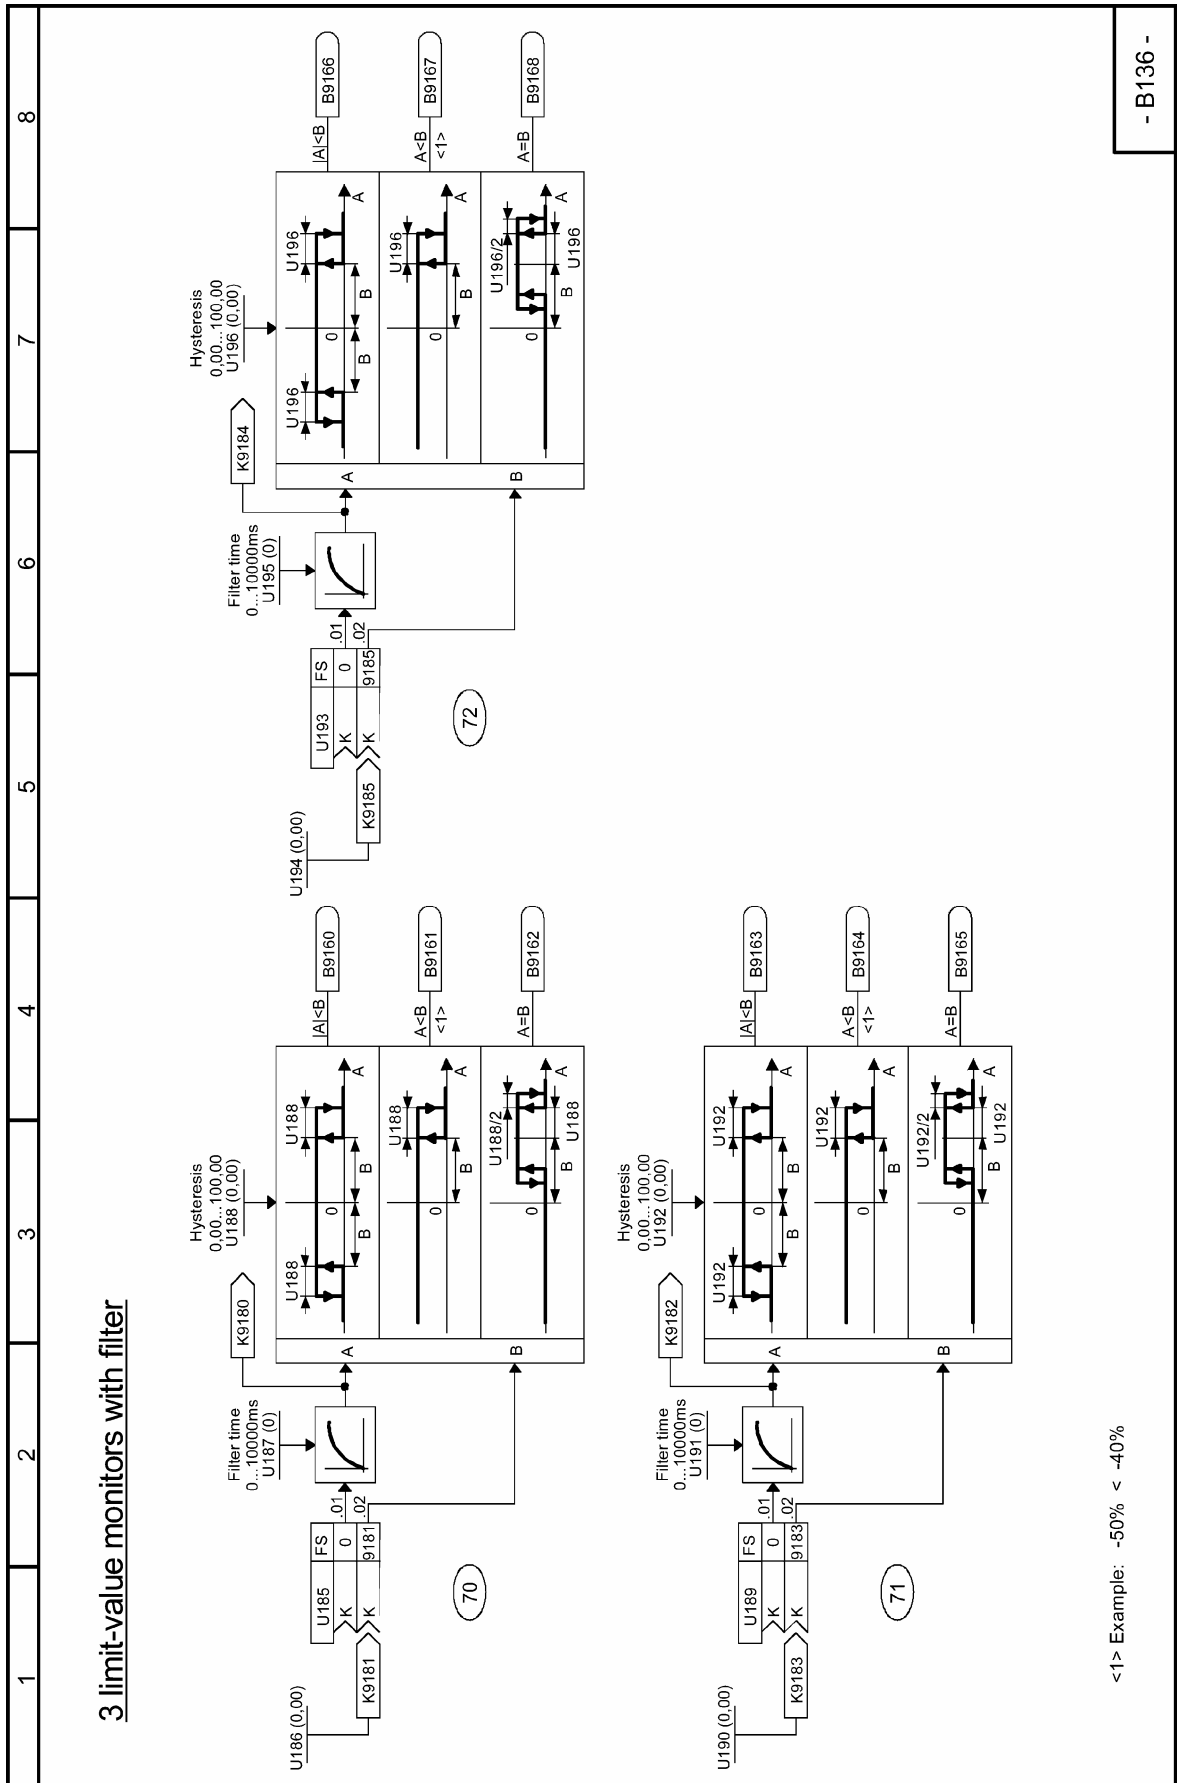 3 limit-value monitors with filter
U186 (0,00)
K9181
U185
FS
K
0
.01
K
9181
.02
70
Filter time
0...10000ms
U187 (0)
K9180
Hysteresis
0,00...100,00
U188 (0,00)
A
B
U188
U188
B
0
B
A
|A|<B
B9160
U188
0
B
A
A<B
<1>
B9161
U188/2
0
B
U188
A
A=B
B9162
U190 (0,00)
K9183
U189
FS
K
0
.01
K
9183
.02
71
Filter time
0...10000ms
U191 (0)
K9182
Hysteresis
0,00...100,00
U192 (0,00)
A
B
U192
U192
B
0
B
A
|A|<B
B9163
U192
0
B
A
A<B
<1>
B9164
U192/2
0
B
U192
A
A=B
B9165
U194 (0,00)
K9185
U193
FS
K
0
.01
K
9185
.02
72
Filter time
0...10000ms
U195 (0)
K9184
Hysteresis
0,00...100,00
U196 (0,00)
A
B
U196
U196
B
0
B
A
|A|<B
B9166
U196
0
B
A
A<B
<1>
B9167
U196/2
0
B
U196
A
A=B
B9168
<1> Example: -50% < -40%
1
2
3
4
5
6
7
8
- B136 -